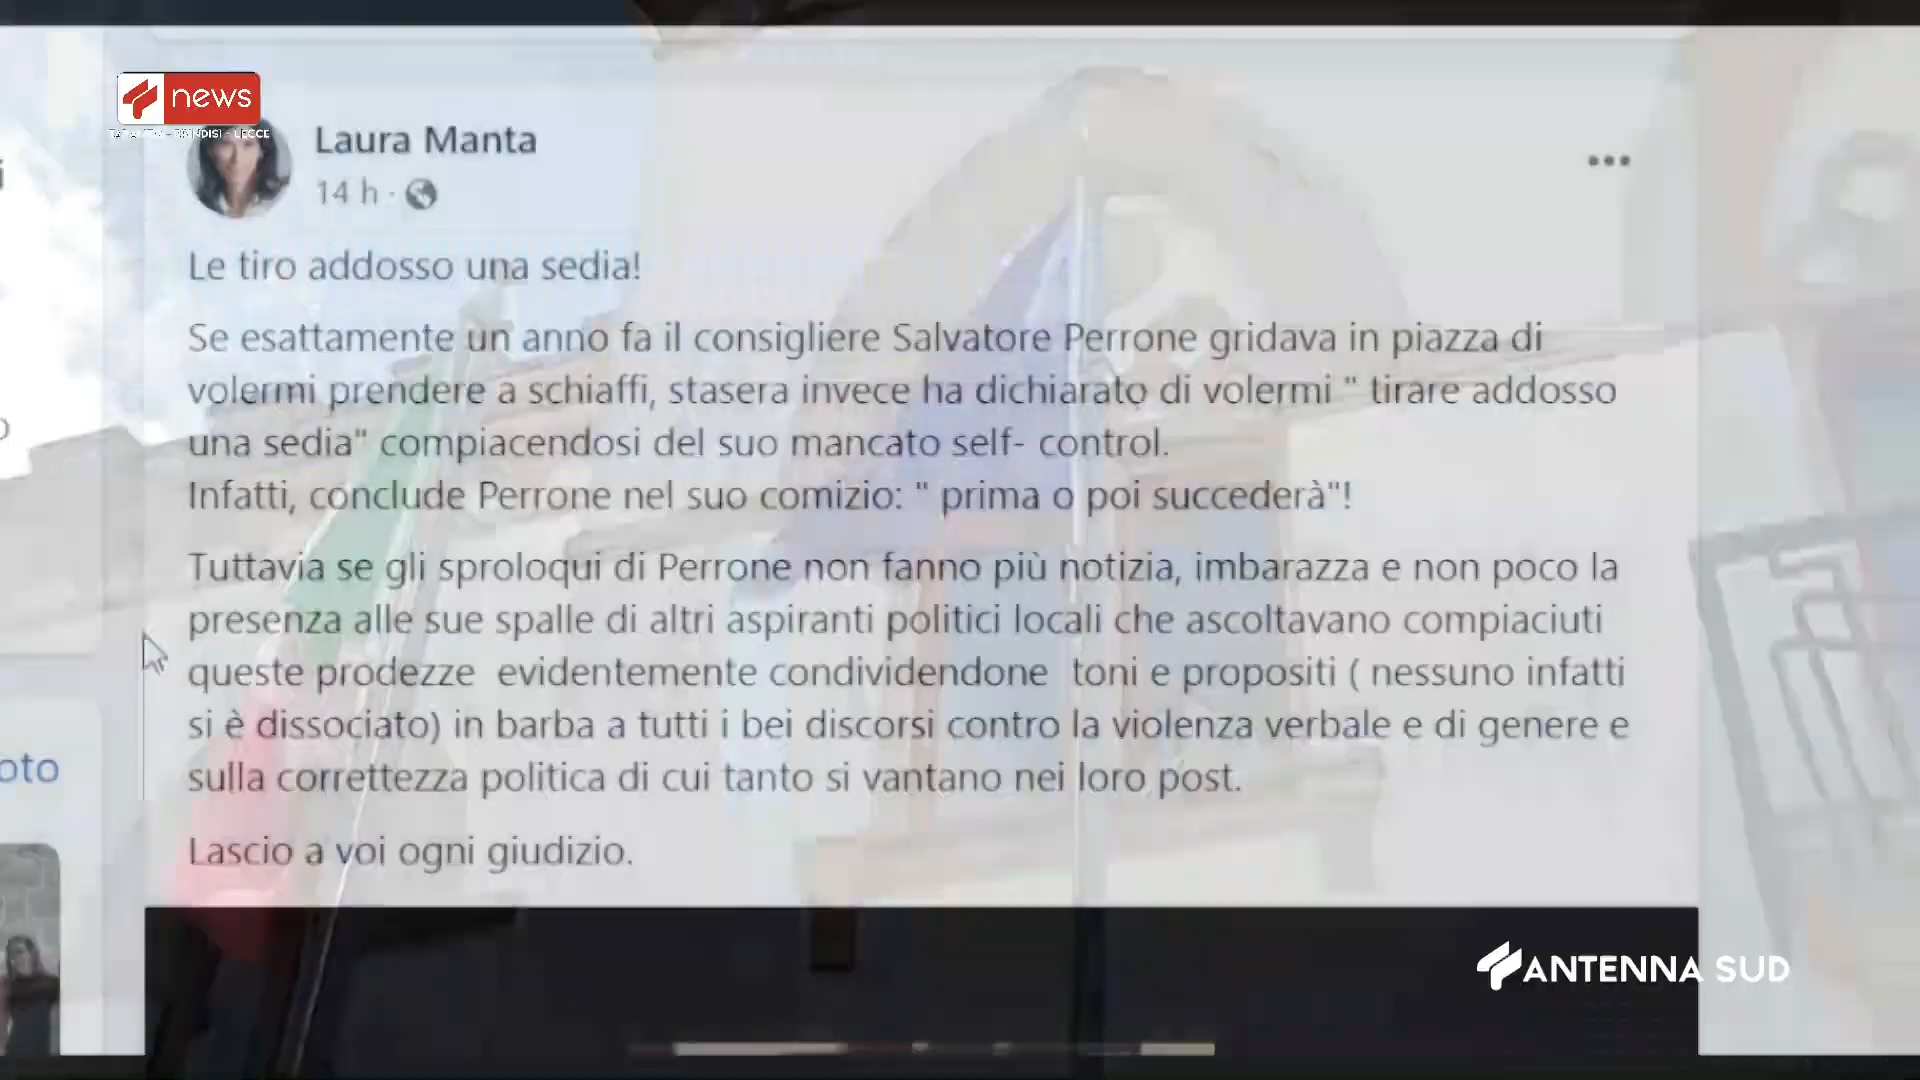 news
TARANTO - BRINDISI - LECCE
Laura Manta
14 h ·
Le tiro addosso una sedia!
Se esattamente un anno fa il consigliere Salvatore Perrone gridava in piazza di
volermi prendere a schiaffi, stasera invece ha dichiarato di volermi " tirare addosso
una sedia" compiacendosi del suo mancato self- control.
Infatti, conclude Perrone nel suo comizio: " prima o poi succederà"!
Tuttavia se gli sproloqui di Perrone non fanno più notizia, imbarazza e non poco la
presenza alle sue spalle di altri aspiranti politici locali che ascoltavano compiaciuti
queste prodezze  evidentemente condividendone  toni e propositi ( nessuno infatti
si è dissociato) in barba a tutti i bei discorsi contro la violenza verbale e di genere e
sulla correttezza politica di cui tanto si vantano nei loro post.
Lascio a voi ogni giudizio.
oto
ANTENNA SUD